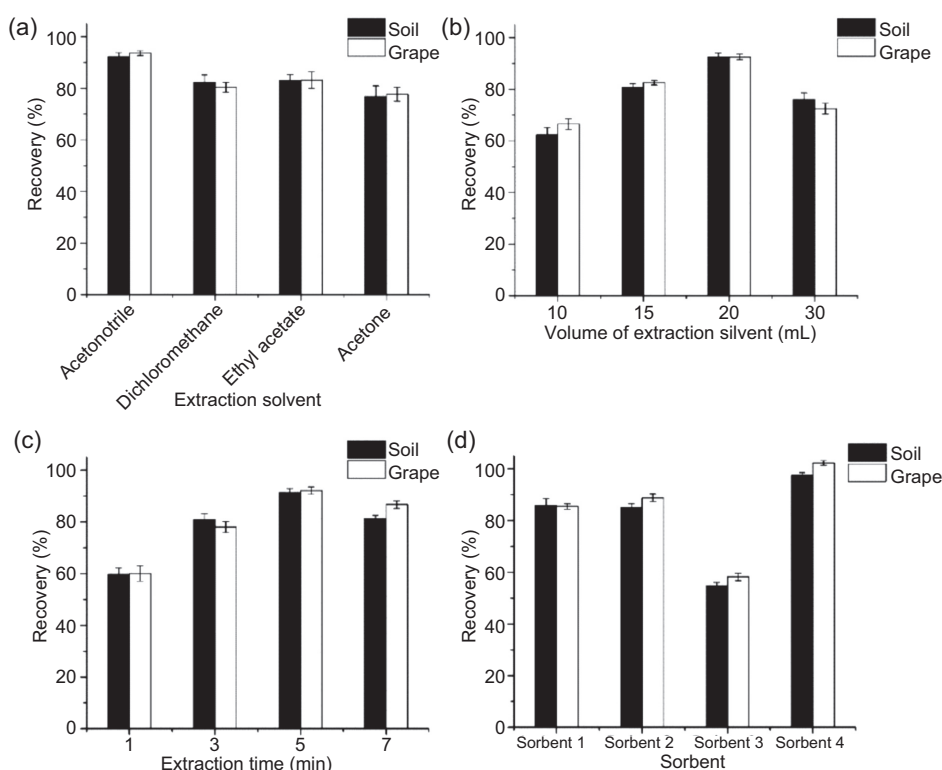 (a)
Soil
Grape
100
80
60
40
20
0
Recovery (%)
Acetonotrile
Dichloromethane
Ethyl acetate
Acetone
Extraction solvent
(b)
Soil
Grape
100
80
60
40
20
0
Recovery (%)
10 15 20 30
Volume of extraction silvent (mL)
(c)
Soil
Grape
100
80
60
40
20
0
Recovery (%)
1 3 5 7
Extraction time (min)
(d)
Soil
Grape
100
80
60
40
20
0
Recovery (%)
Sorbent 1 Sorbent 2 Sorbent 3 Sorbent 4
Sorbent